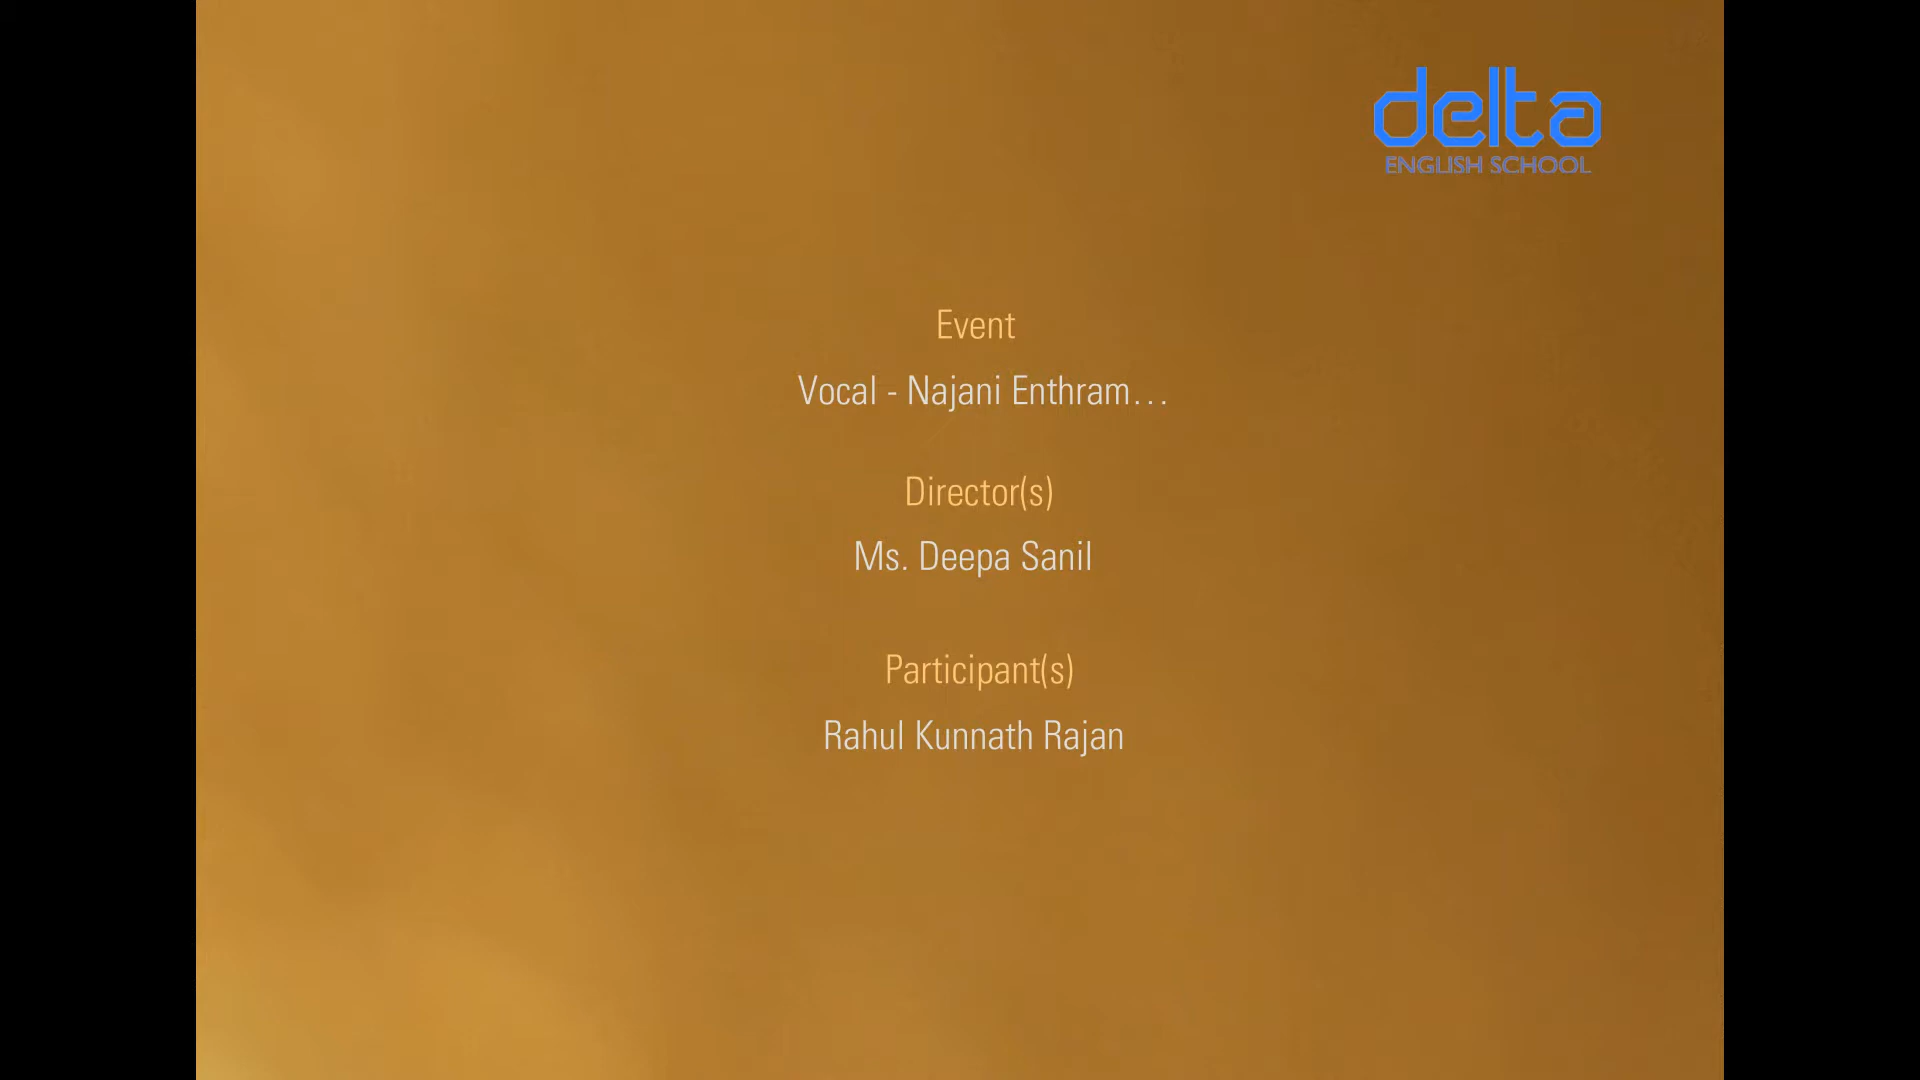 delta
ENGLISH SCHOOL
Event
Vocal - Najani Enthram...
Director(s)
Ms. Deepa Sanil
Participant(s)
Rahul Kunnath Rajan